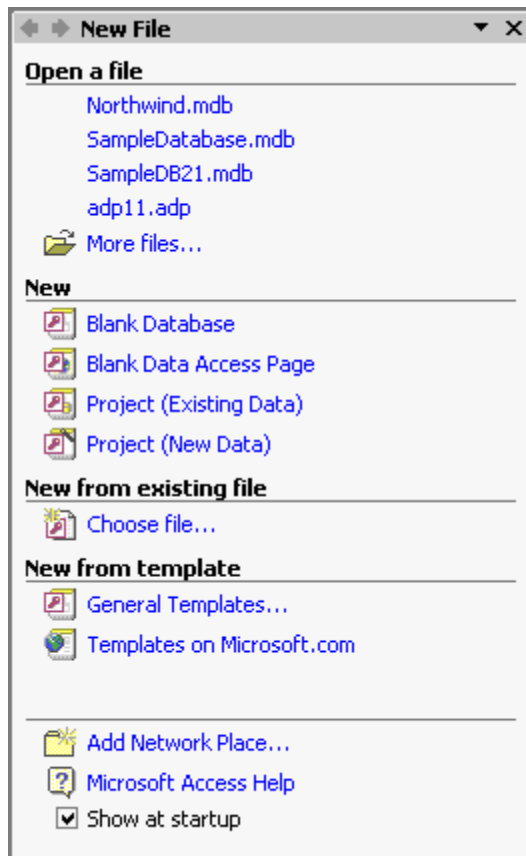 New File
Open a file
Northwind.mdb
SampleDatabase.mdb
SampleDB21.mdb
adp11.adp
More files...
New
Blank Database
Blank Data Access Page
Project (Existing Data)
Project (New Data)
New from existing file
Choose file...
New from template
General Templates...
Templates on Microsoft.com
Add Network Place...
Microsoft Access Help
Show at startup